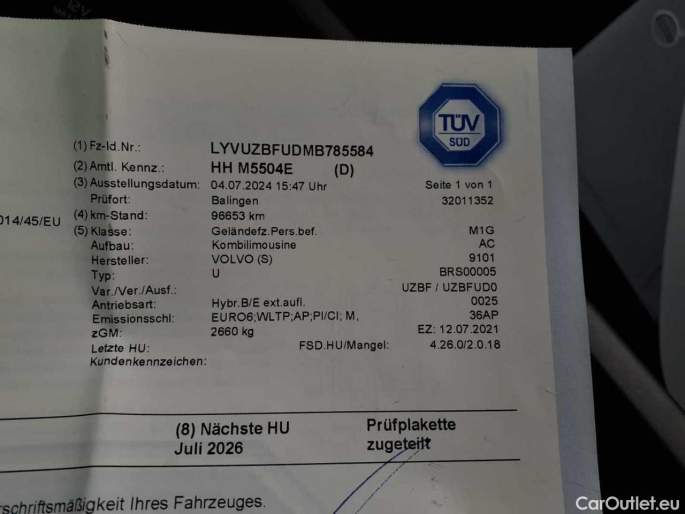 12V
TÜV
SÜD
(1) Fz-Id.Nr.: LYVUZBFUDMB785584
(2) Amtl. Kennz.: HH M5504E (D)
(3) Ausstellungsdatum: 04.07.2024 15:47 Uhr Seite 1 von 1
Prüfort: Balingen 32011352
014/45/EU (4) km-Stand: 96653 km
(5) Klasse: Geländefz.Pers.bef. M1G
Aufbau: Kombilimousine AC
Hersteller: VOLVO (S) 9101
Typ: U BRS00005
Var./Ver./Ausf.: UZBF / UZBFUD0
Antriebsart: Hybr.B/E ext.aufl. 0025
Emissionsschl: EURO6;WLTP;AP;PI/CI; M, 36AP
zGM: 2660 kg EZ: 12.07.2021
Letzte HU: FSD.HU/Mangel: 4.26.0/2.0.18
Kundenkennzeichen:
(8) Nächste HU Prüfplakette
Juli 2026 zugeteilt
orschriftsmäßigkeit Ihres Fahrzeuges.
CarOutlet.eu